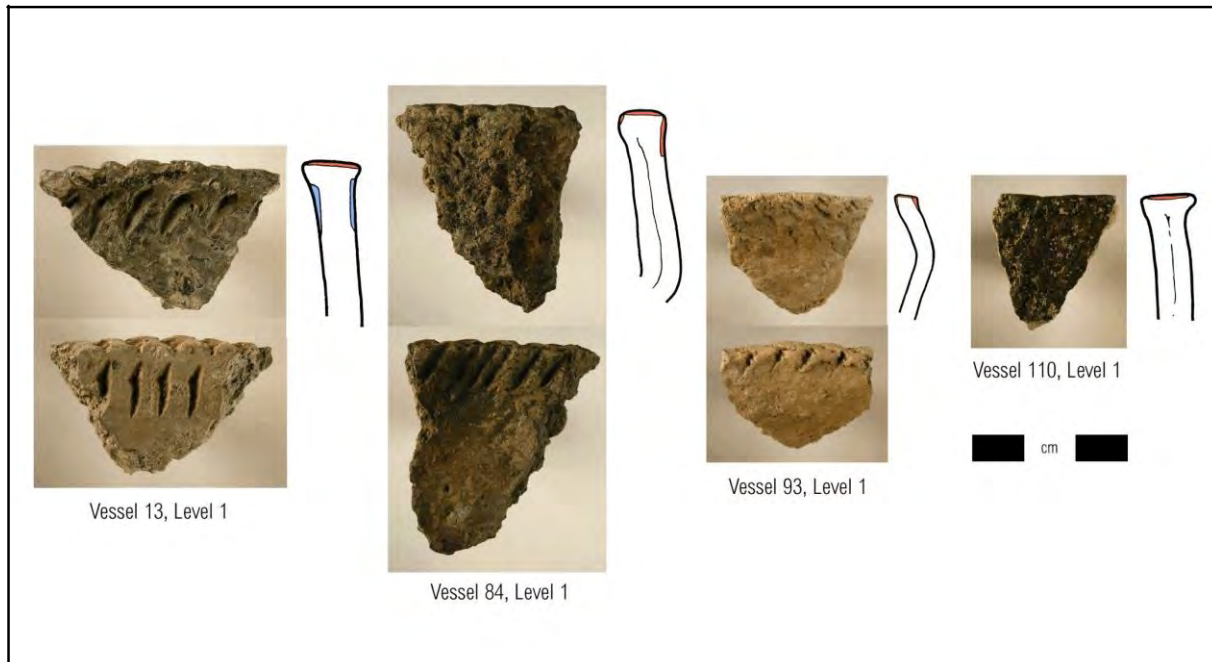 Vessel 13, Level 1
Vessel 84, Level 1
Vessel 93, Level 1
Vessel 110, Level 1
cm